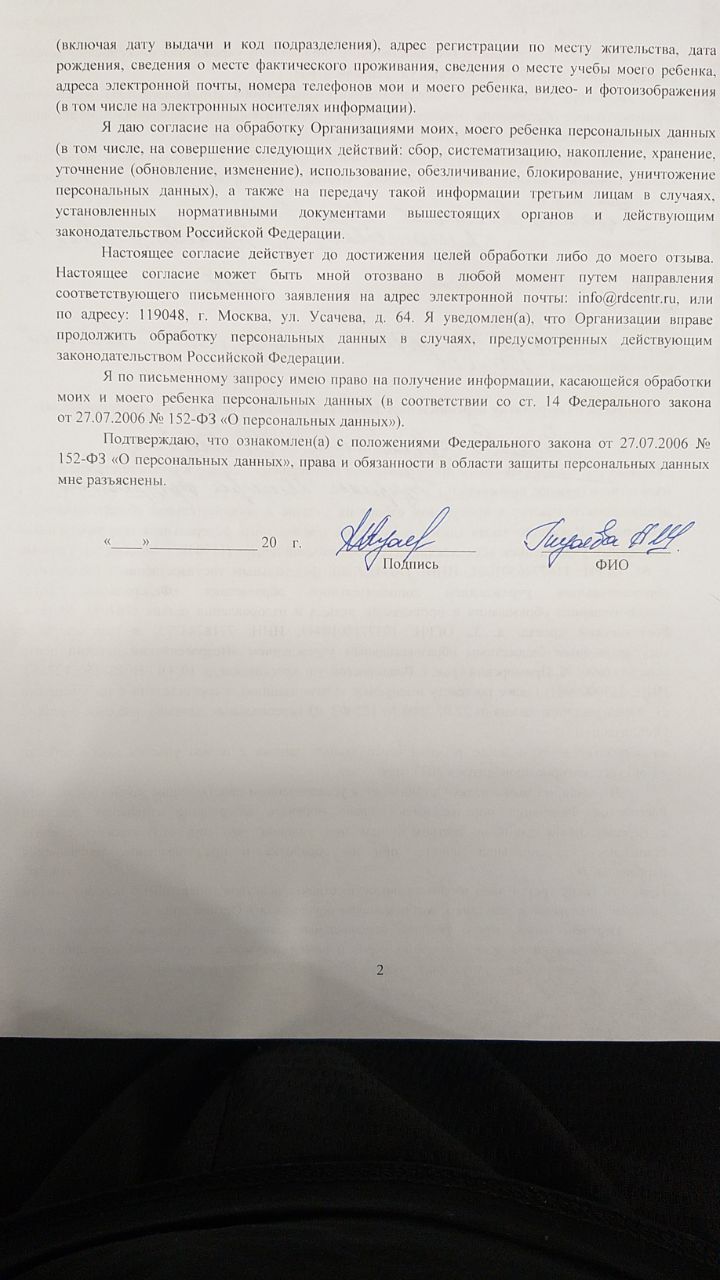 (включая дату выдачи и код подразделения), адрес регистрации по месту жительства, дата
рождения, сведения о месте фактического проживания, сведения о месте учебы моего ребенка,
адреса электронной почты, номера телефонов мои и моего ребенка, видео- и фотоизображения
(в том числе на электронных носителях информации).
Я даю согласие на обработку Организациями моих, моего ребенка персональных данных
(в том числе, на совершение следующих действий: сбор, систематизацию, накопление, хранение,
уточнение (обновление, изменение), использование, обезличивание, блокирование, уничтожение
персональных данных), а также на передачу такой информации третьим лицам в случаях,
установленных нормативными документами вышестоящих органов и действующим
законодательством Российской Федерации.
Настоящее согласие действует до достижения целей обработки либо до моего отзыва.
Настоящее согласие может быть мной отозвано в любой момент путем направления
соответствующего письменного заявления на адрес электронной почты: info@rdcentr.ru, или
по адресу: 119048, г. Москва, ул. Усачева, д. 64. Я уведомлен(а), что Организации вправе
продолжить обработку персональных данных в случаях, предусмотренных действующим
законодательством Российской Федерации.
Я по письменному запросу имею право на получение информации, касающейся обработки
моих и моего ребенка персональных данных (в соответствии со ст. 14 Федерального закона
от 27.07.2006 № 152-ФЗ «О персональных данных»).
Подтверждаю, что ознакомлен(а) с положениями Федерального закона от 27.07.2006 №
152-ФЗ «О персональных данных», права и обязанности в области защиты персональных данных
мне разъяснены.
«____»_______________ 20 г.
Подпись ФИО
2